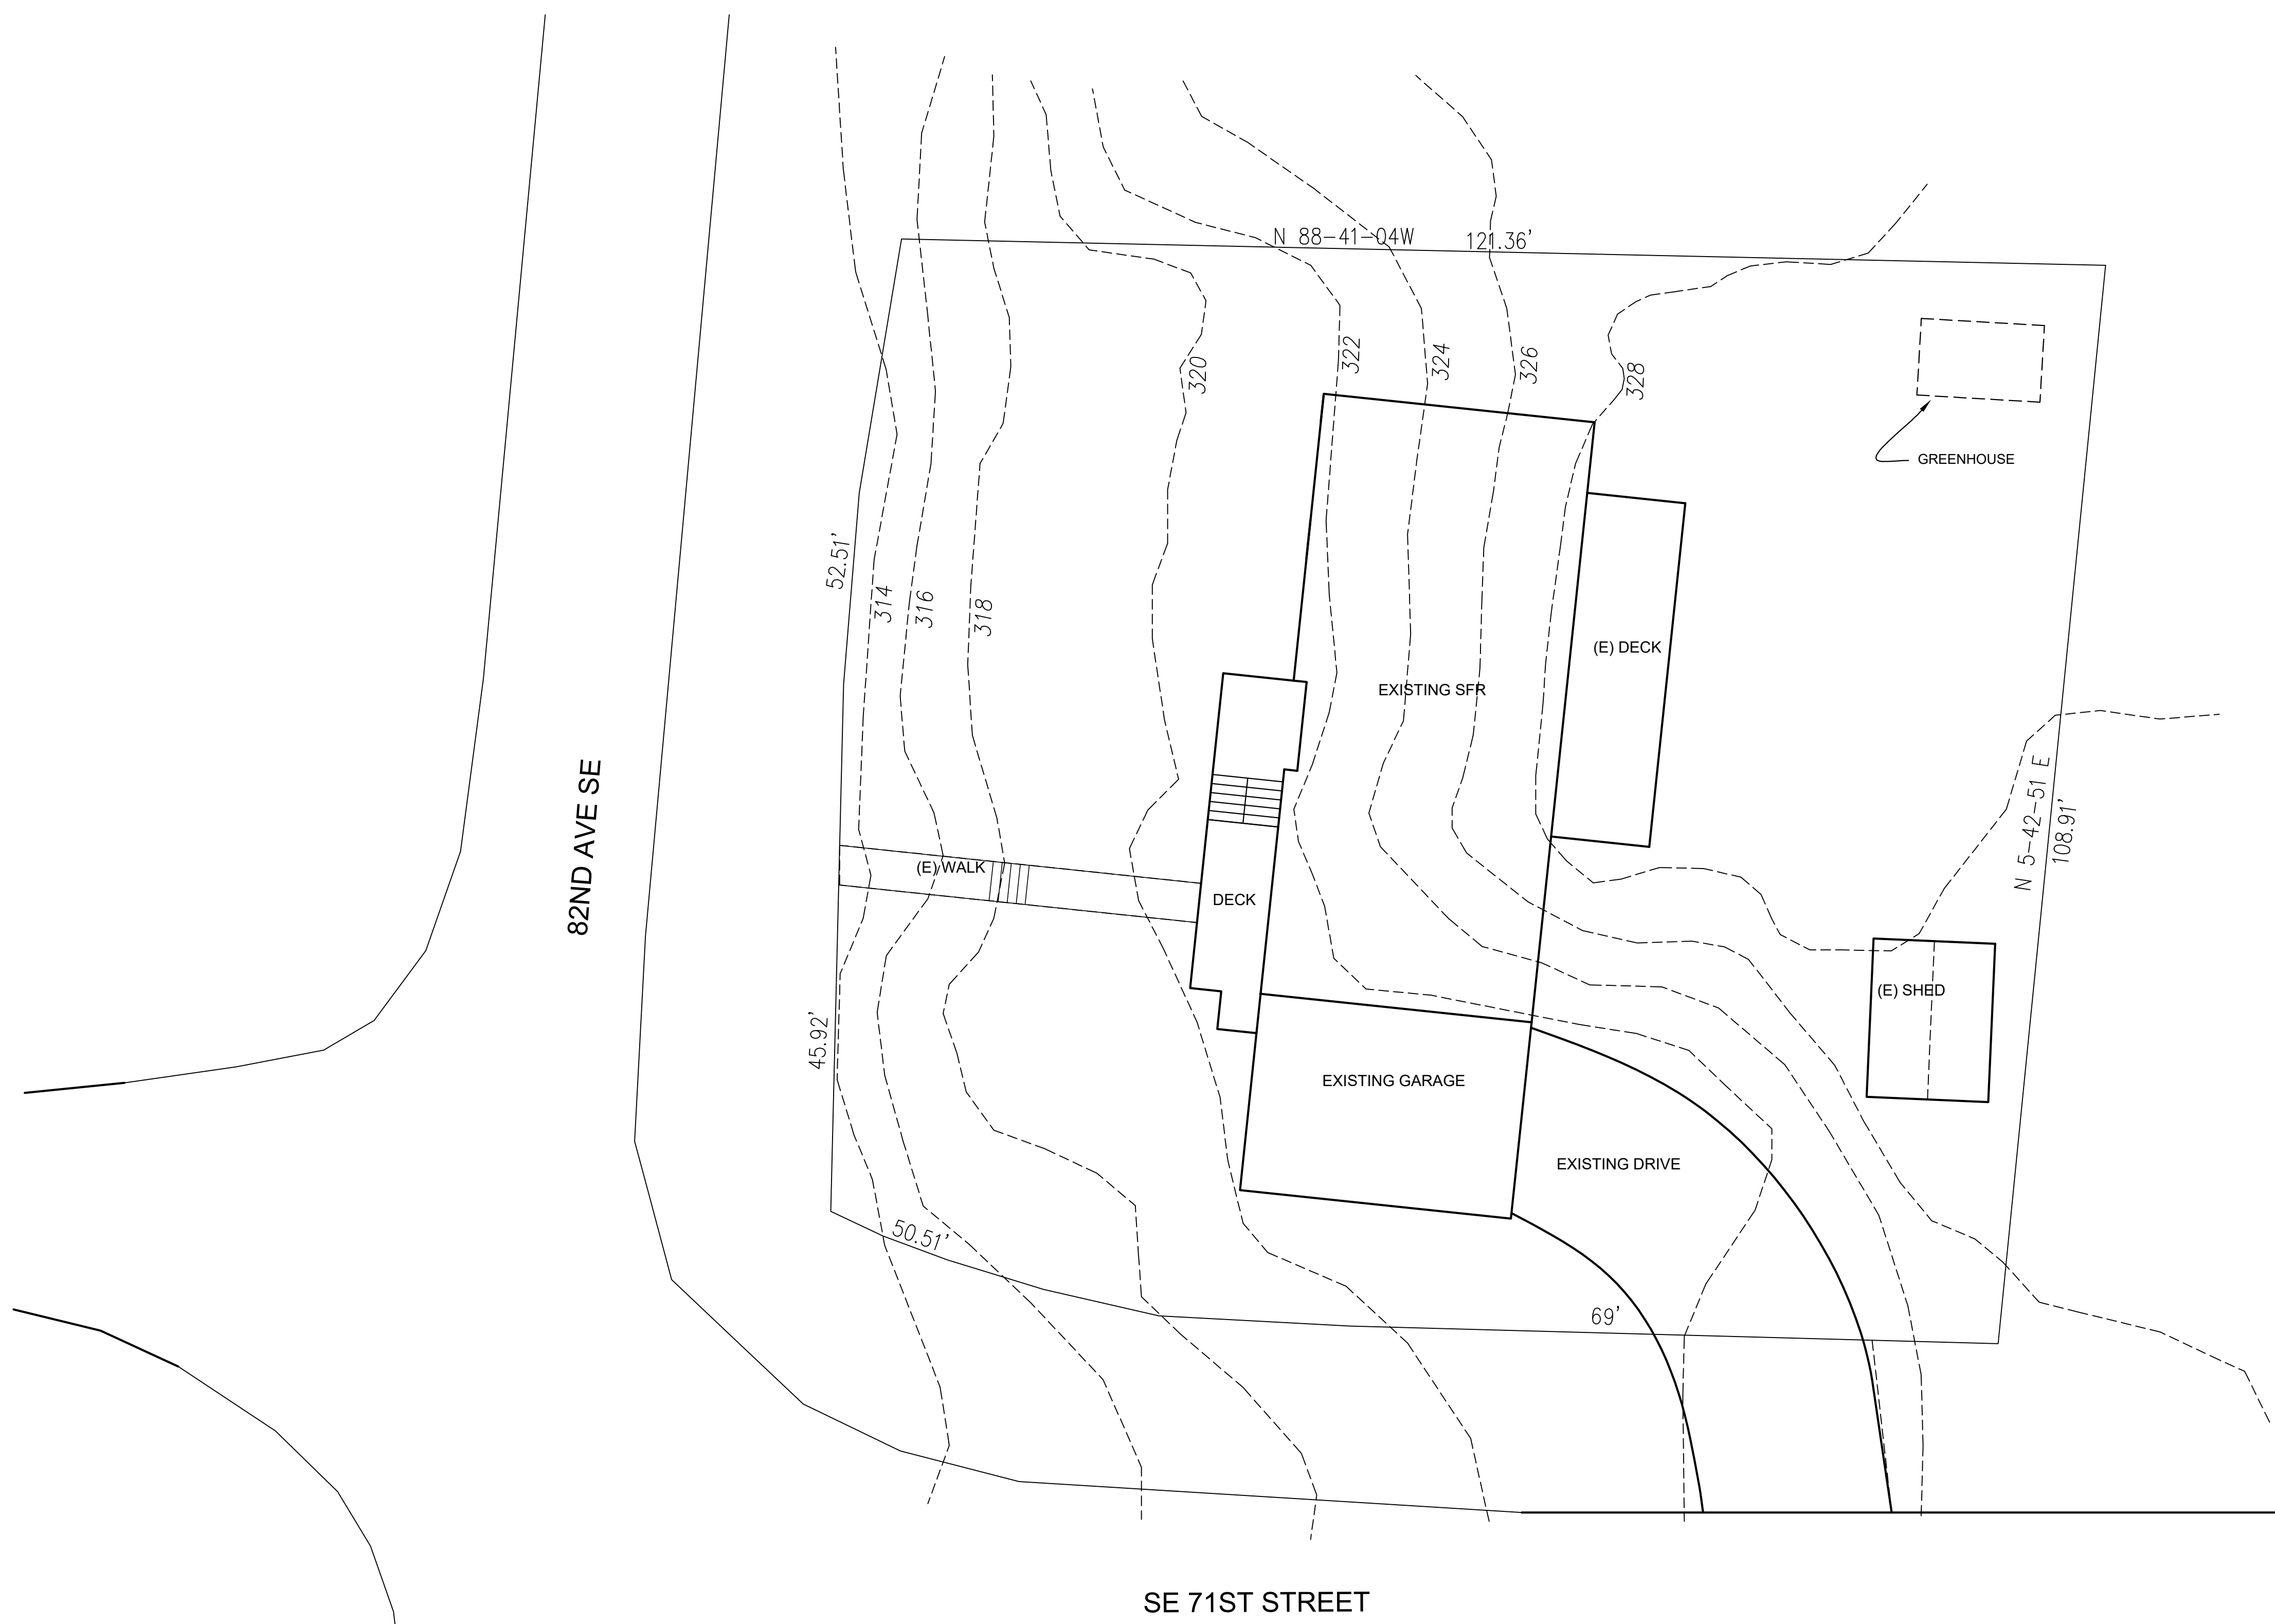 N 88-41-04W
121.36'
320
322
324
326
328
GREENHOUSE
52.51'
314
316
318
(E) DECK
EXISTING SFR
82ND AVE SE
(E) WALK
DECK
N 5-42-51 E
108.91'
(E) SHED
45.92'
EXISTING GARAGE
EXISTING DRIVE
50.51'
69'
SE 71ST STREET